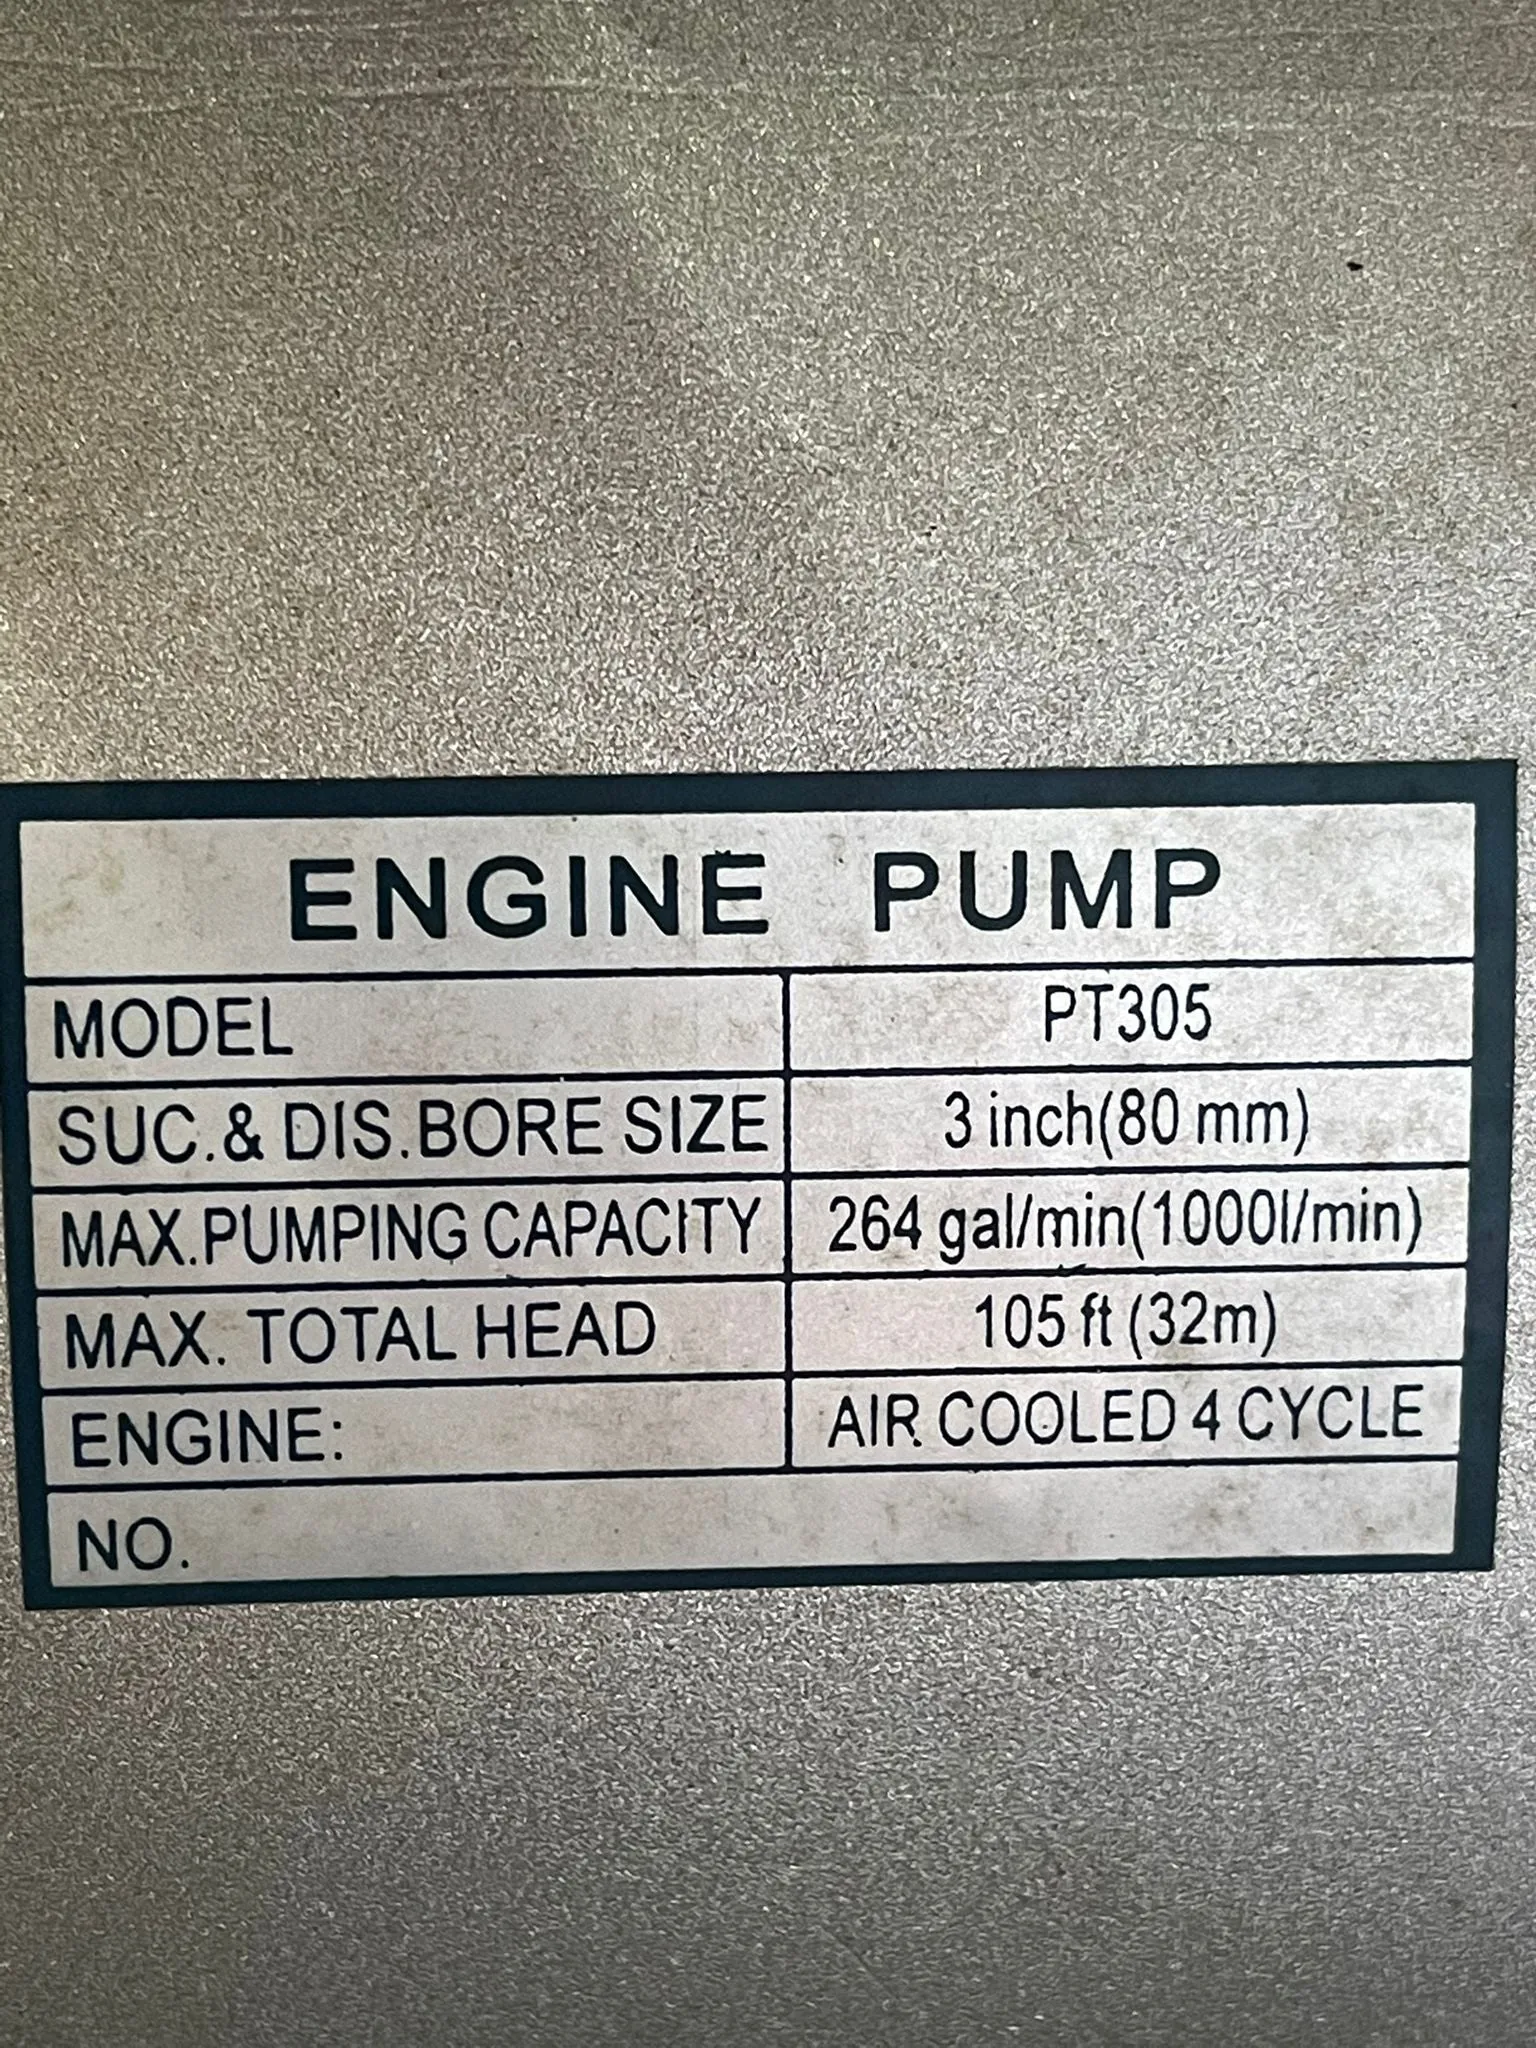 ENGINE PUMP
MODEL PT305
SUC.& DIS.BORE SIZE 3 inch(80 mm)
MAX.PUMPING CAPACITY 264 gal/min(1000l/min)
MAX. TOTAL HEAD 105 ft (32m)
ENGINE: AIR COOLED 4 CYCLE
NO.